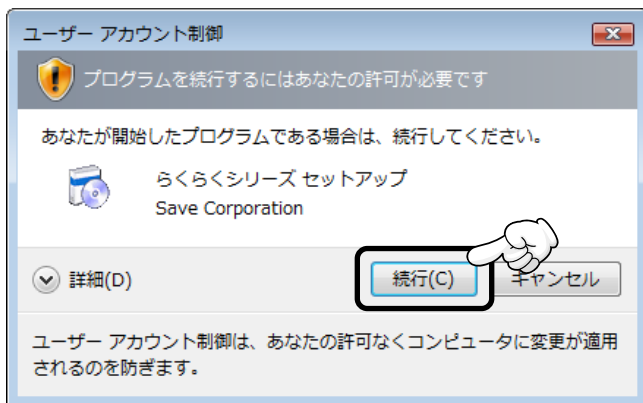 ユーザー アカウント制御
プログラムを続行するにはあなたの許可が必要です
あなたが開始したプログラムである場合は、続行してください。
らくらくシリーズ セットアップ
Save Corporation
詳細(D)
続行(C)
キャンセル
ユーザー アカウント制御は、あなたの許可なくコンピュータに変更が適用
されるのを防ぎます。